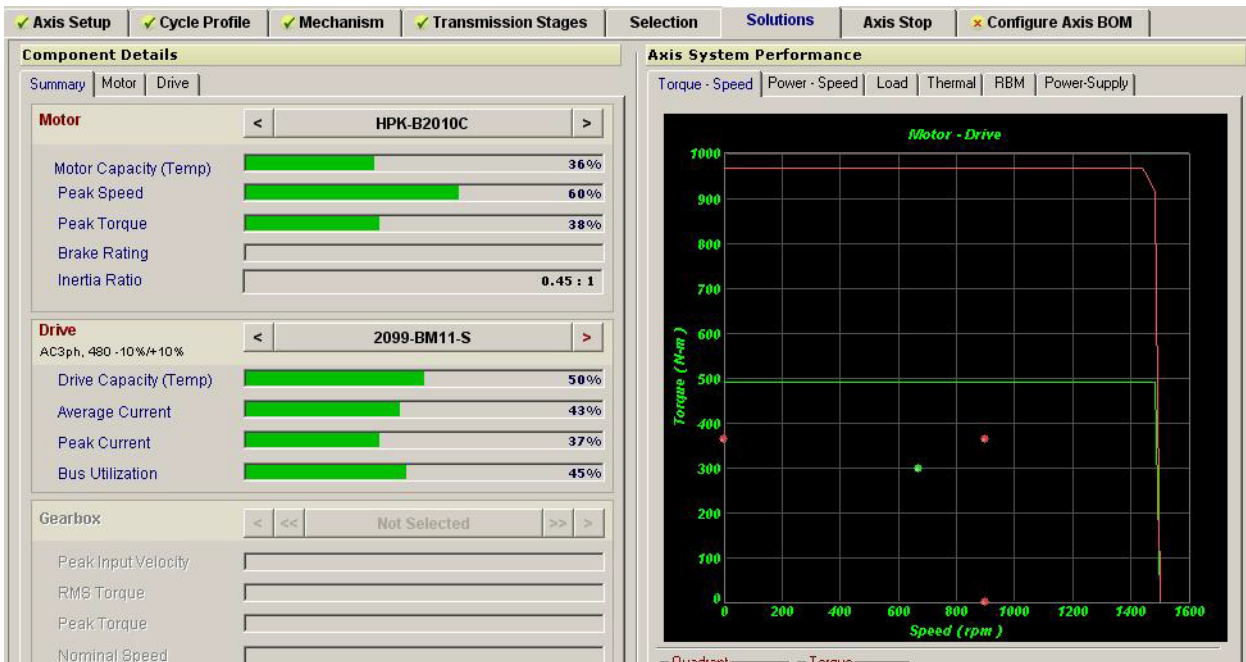 Axis Setup Cycle Profile Mechanism Transmission Stages Selection Solutions Axis Stop Configure Axis BOM
Component Details
Summary Motor Drive
Motor < HPK-B2010C >
Motor Capacity (Temp) 36%
Peak Speed 60%
Peak Torque 38%
Brake Rating
Inertia Ratio 0.45 : 1
Drive < 2099-BM11-S >
AC3ph, 480 -10%/+10%
Drive Capacity (Temp) 50%
Average Current 43%
Peak Current 37%
Bus Utilization 45%
Gearbox < << Not Selected >> >
Peak Input Velocity
RMS Torque
Peak Torque
Nominal Speed
Axis System Performance
Torque - Speed Power - Speed Load Thermal RBM Power-Supply
Motor - Drive
1000
900
800
700
600
500
400
300
200
100
0
Torque ( N-m )
0 200 400 600 800 1000 1200 1400 1600
Speed ( rpm )
Quadrant Torque